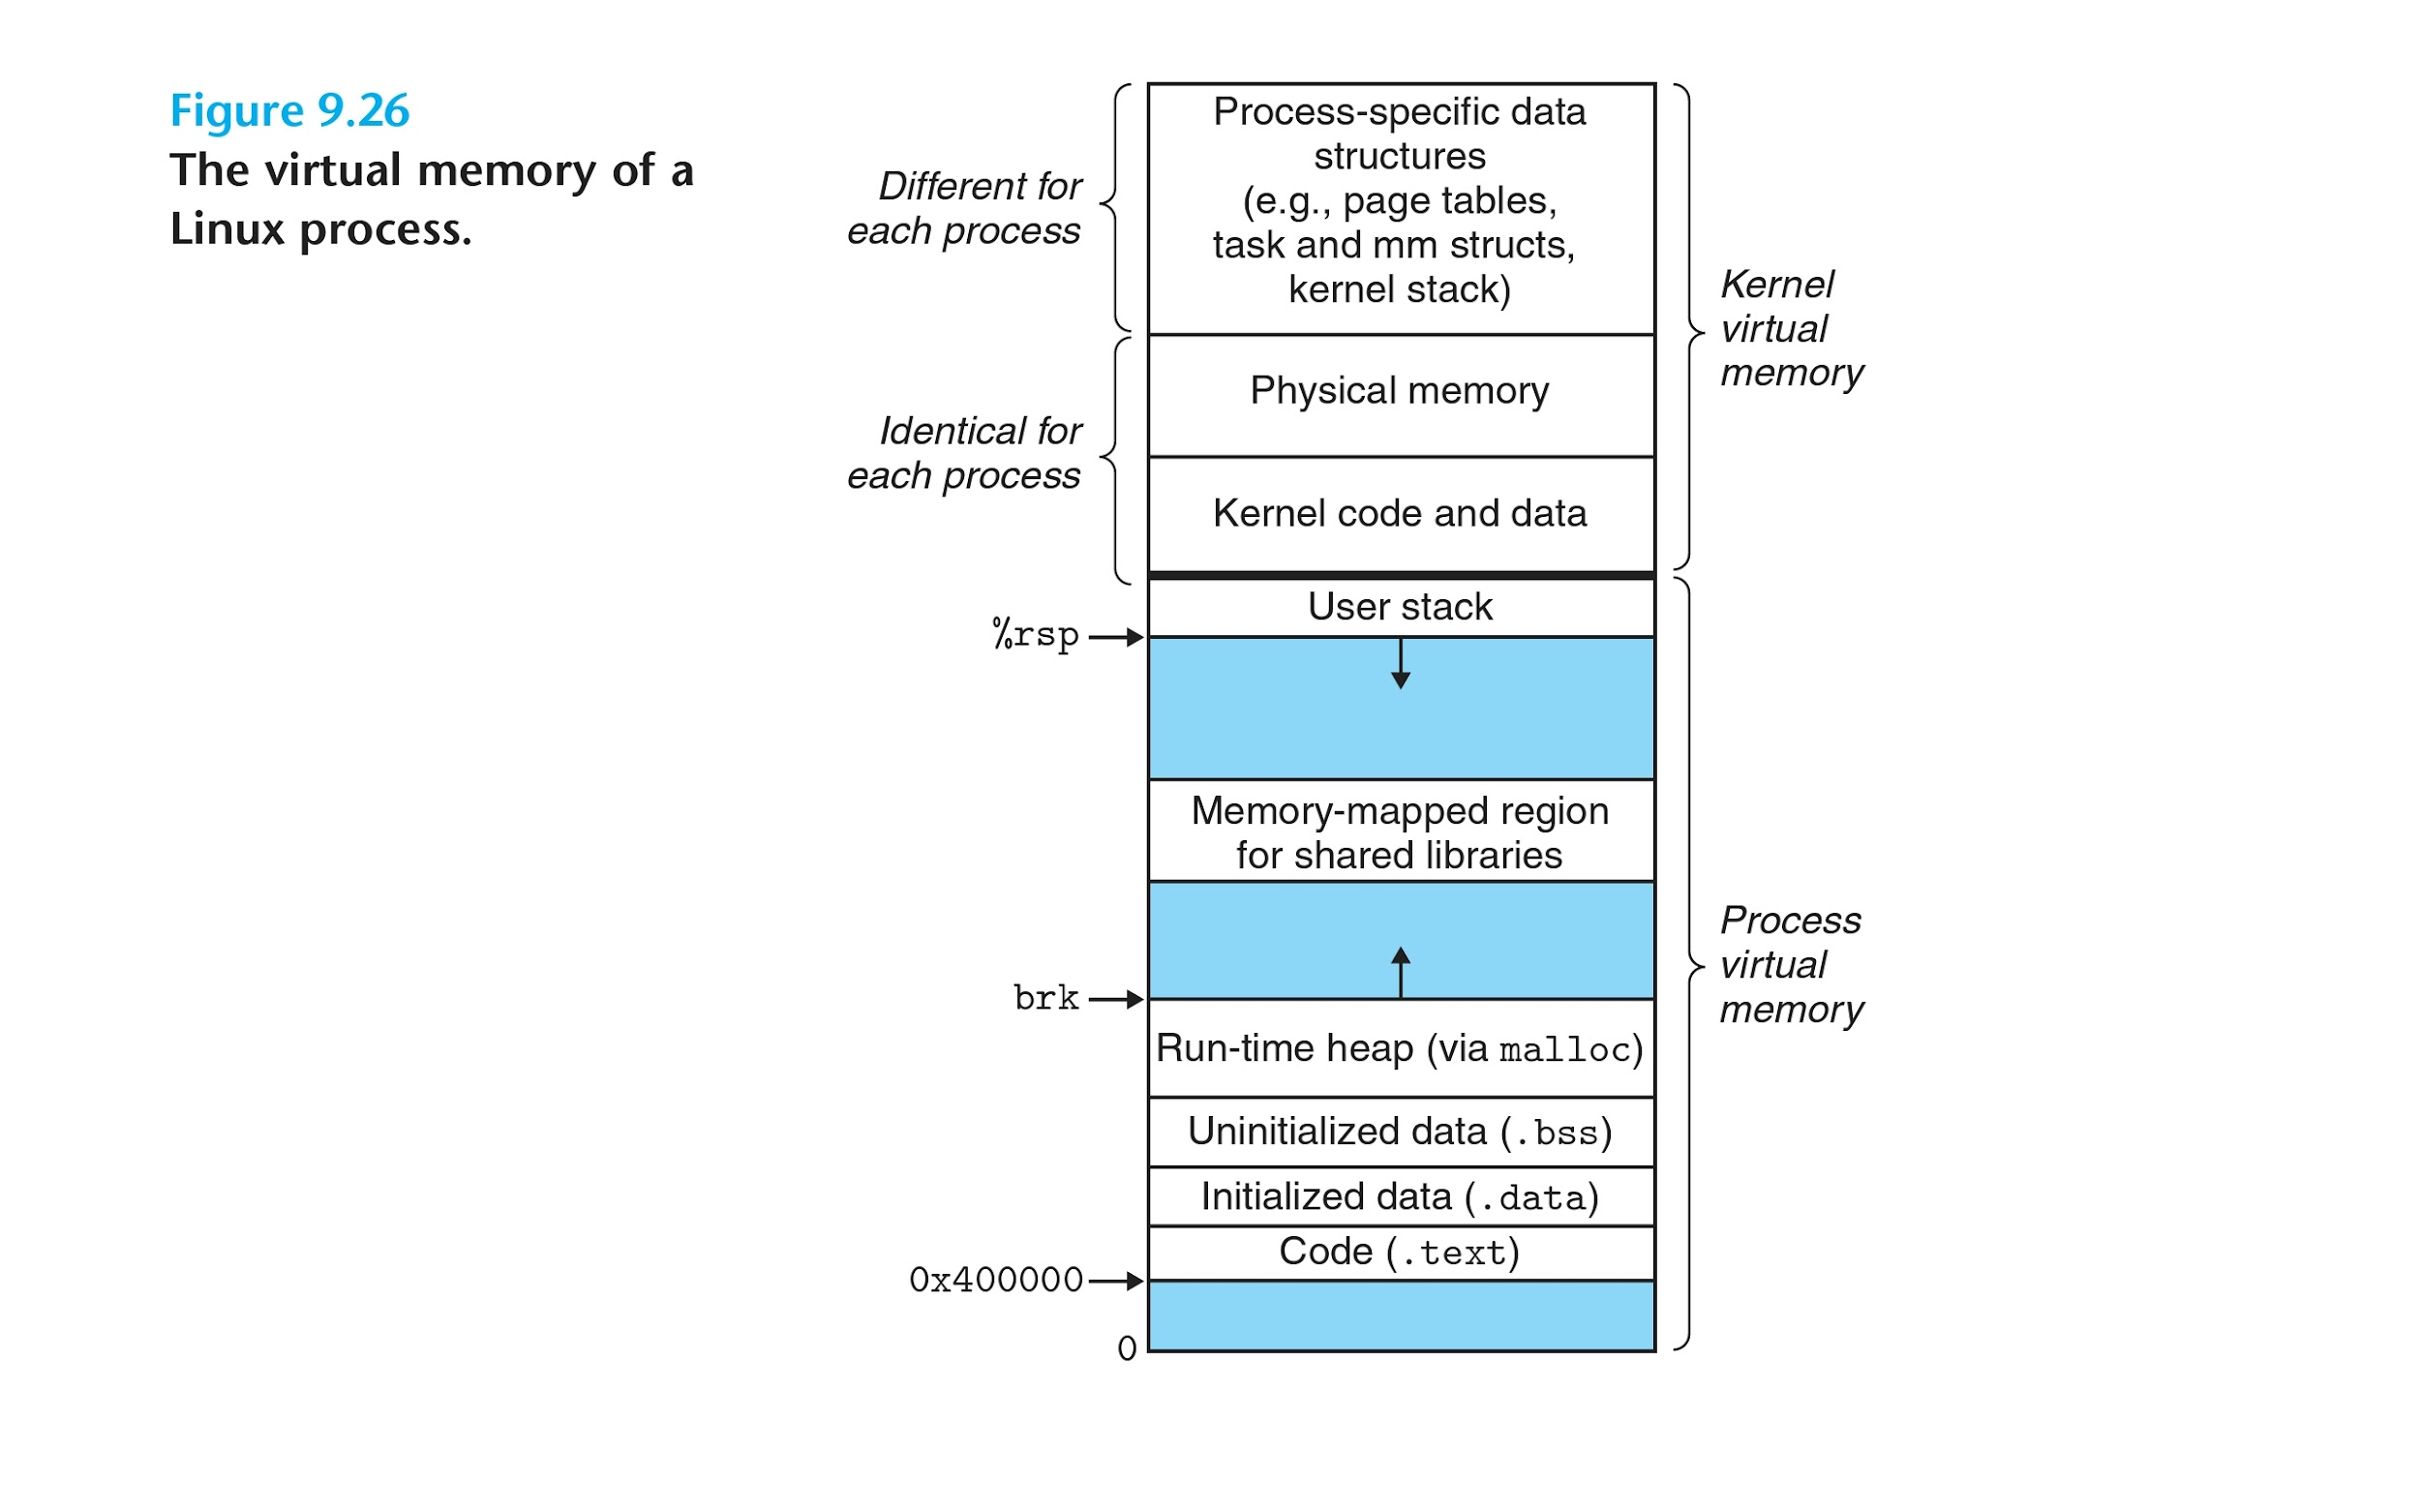 Figure 9.26
The virtual memory of a
Linux process.
Different for
each process
Process-specific data
structures
(e.g., page tables,
task and mm structs,
kernel stack)
Kernel
virtual
memory
Identical for
each process
Physical memory
Kernel code and data
User stack
%rsp
Memory-mapped region
for shared libraries
Process
virtual
memory
brk
Run-time heap (via malloc)
Uninitialized data (.bss)
Initialized data (.data)
Code (.text)
0x400000
0